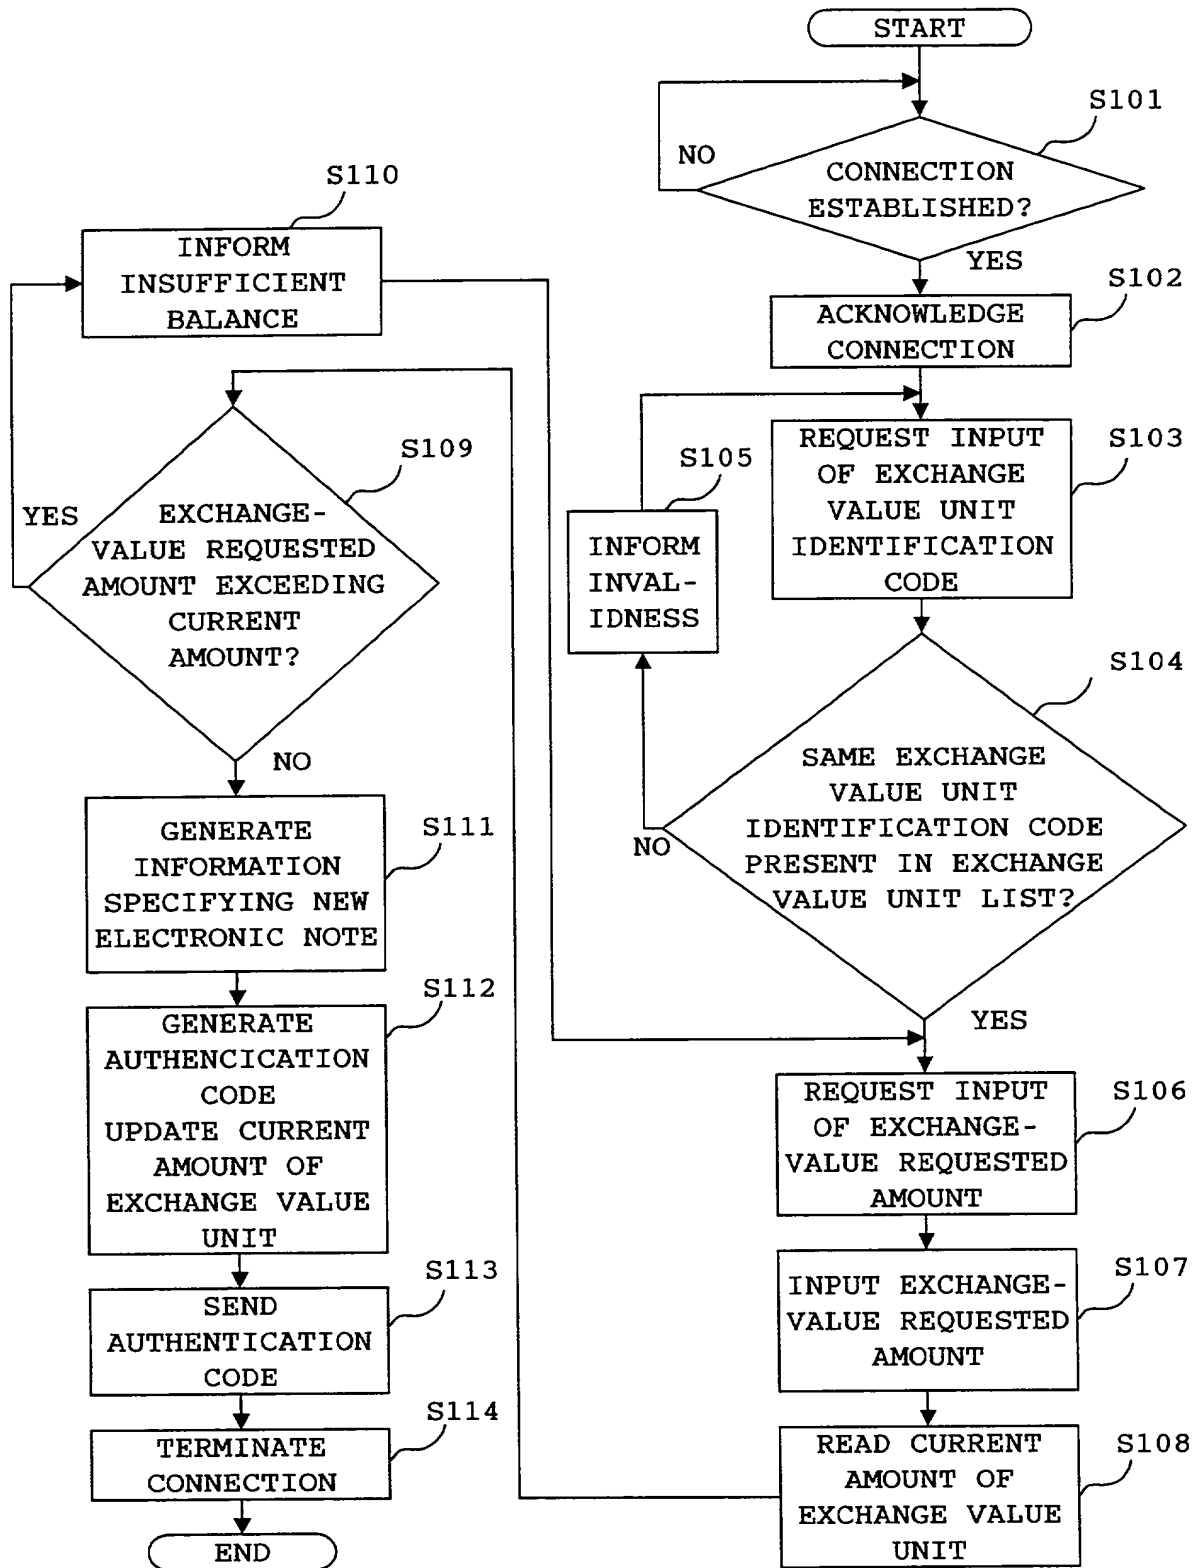 START
S101
NO
CONNECTION
ESTABLISHED?
YES
S102
ACKNOWLEDGE
CONNECTION
S103
REQUEST INPUT
OF EXCHANGE
VALUE UNIT
IDENTIFICATION
CODE
S105
INFORM
INVAL-
IDNESS
S104
SAME EXCHANGE
VALUE UNIT
IDENTIFICATION CODE
PRESENT IN EXCHANGE
VALUE UNIT LIST?
NO
YES
S106
REQUEST INPUT
OF EXCHANGE-
VALUE REQUESTED
AMOUNT
S107
INPUT EXCHANGE-
VALUE REQUESTED
AMOUNT
S108
READ CURRENT
AMOUNT OF
EXCHANGE VALUE
UNIT
S110
INFORM
INSUFFICIENT
BALANCE
S109
YES
EXCHANGE-
VALUE REQUESTED
AMOUNT EXCEEDING
CURRENT
AMOUNT?
NO
S111
GENERATE
INFORMATION
SPECIFYING NEW
ELECTRONIC NOTE
S112
GENERATE
AUTHENCICATION
CODE
UPDATE CURRENT
AMOUNT OF
EXCHANGE VALUE
UNIT
S113
SEND
AUTHENTICATION
CODE
S114
TERMINATE
CONNECTION
END